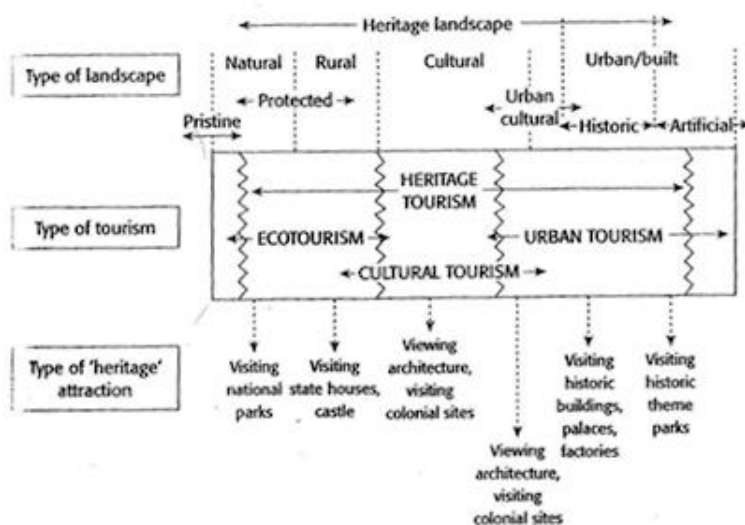 Heritage landscape
Type of landscape
Natural
Rural
Cultural
Urban/built
Protected
Urban
cultural
Pristine
Historic
Artificial
Type of tourism
HERITAGE
TOURISM
ECOTOURISM
URBAN TOURISM
CULTURAL TOURISM
Type of 'heritage'
attraction
Visiting
national
parks
Visiting
state houses,
castle
Viewing
architecture,
visiting
colonial sites
Viewing
architecture,
visiting
colonial sites
Visiting
historic
buildings,
palaces,
factories
Visiting
historic
theme
parks